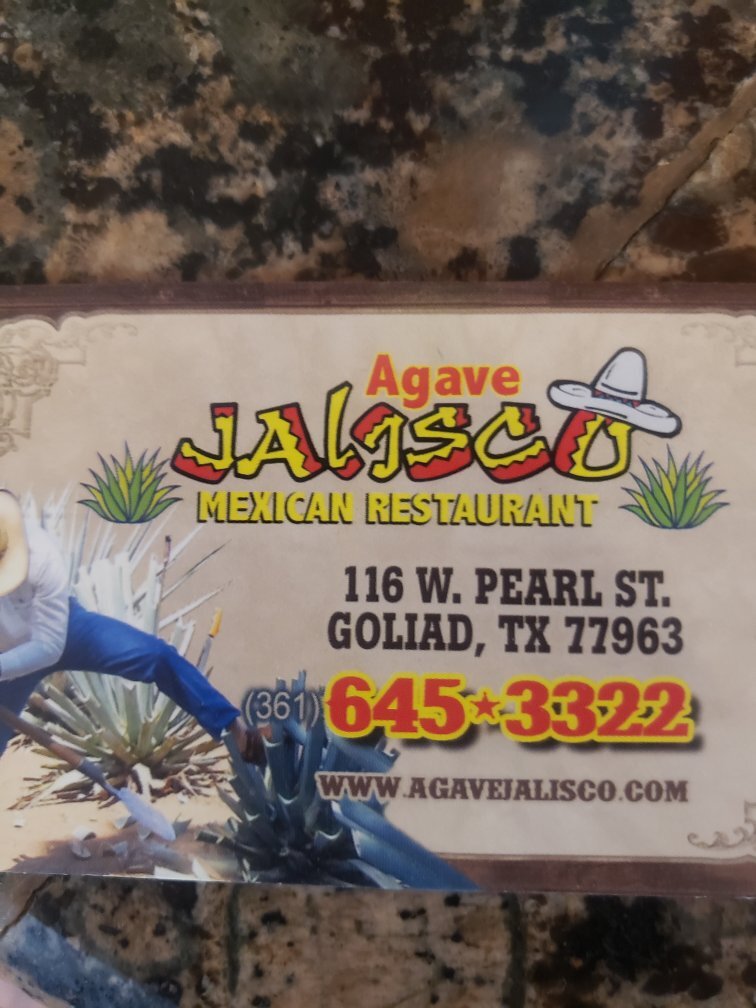 Agave
JALISCO
MEXICAN RESTAURANT
116 W. PEARL ST.
GOLIAD, TX 77963
(361) 645★3322
WWW.AGAVEJALISCO.COM